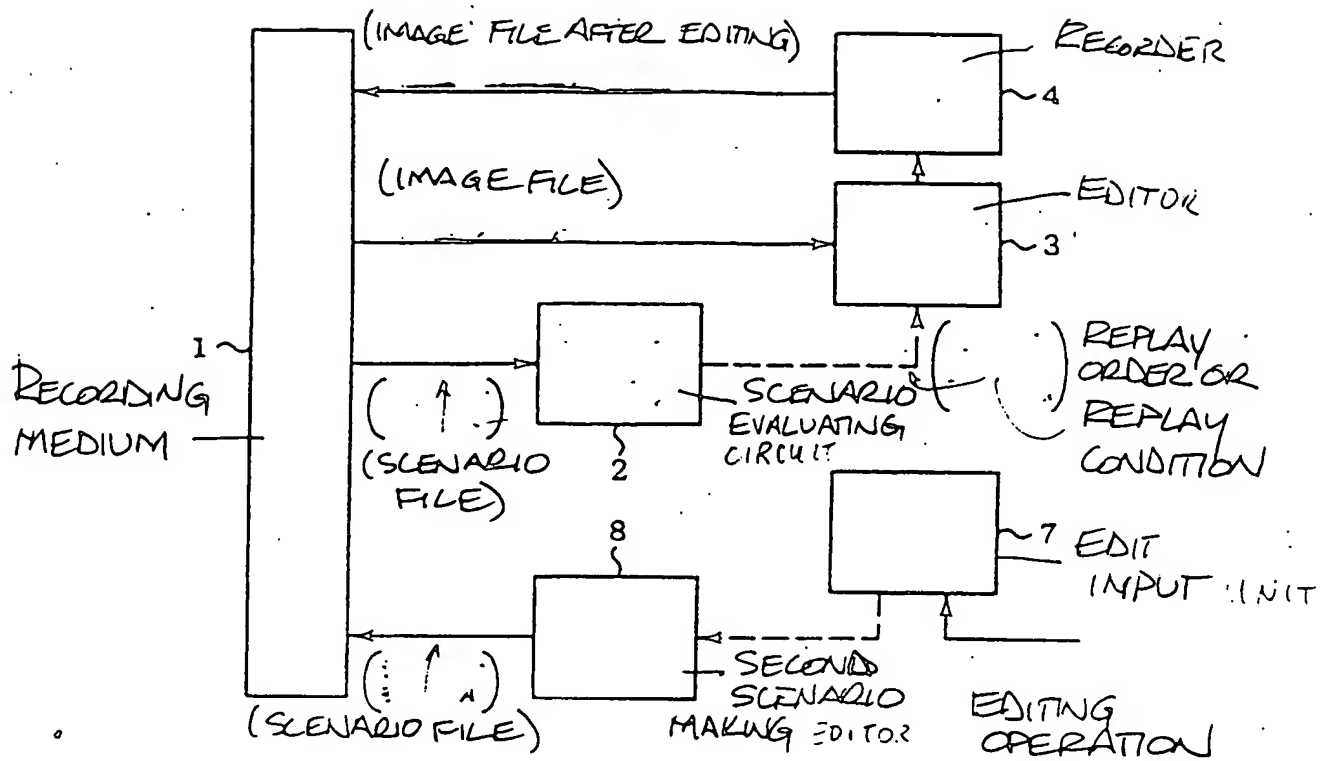 (IMAGE FILE AFTER EDITING)
RECORDER
4
(IMAGE FILE)
EDITOR
3
1
RECORDING
MEDIUM
(SCENARIO
FILE)
2
SCENARIO
EVALUATING
CIRCUIT
REPLAY
ORDER OR
REPLAY
CONDITION
8
7
EDIT
INPUT UNIT
(SCENARIO FILE)
SECOND
SCENARIO
MAKING EDITOR
EDITING
OPERATION